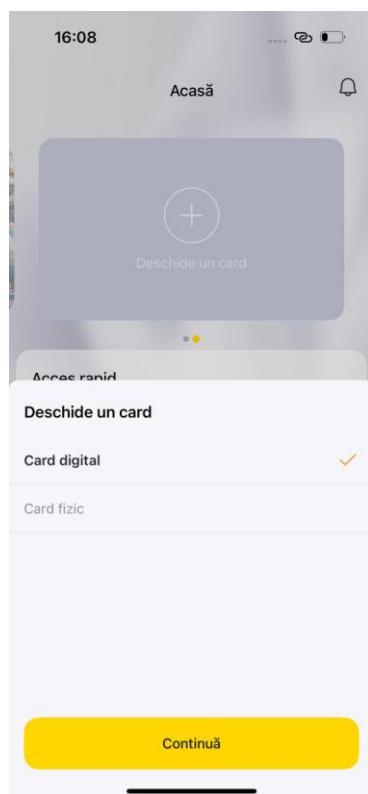 16:08
Acasă
Deschide un card
Acces rapid
Deschide un card
Card digital
Card fizic
Continuă